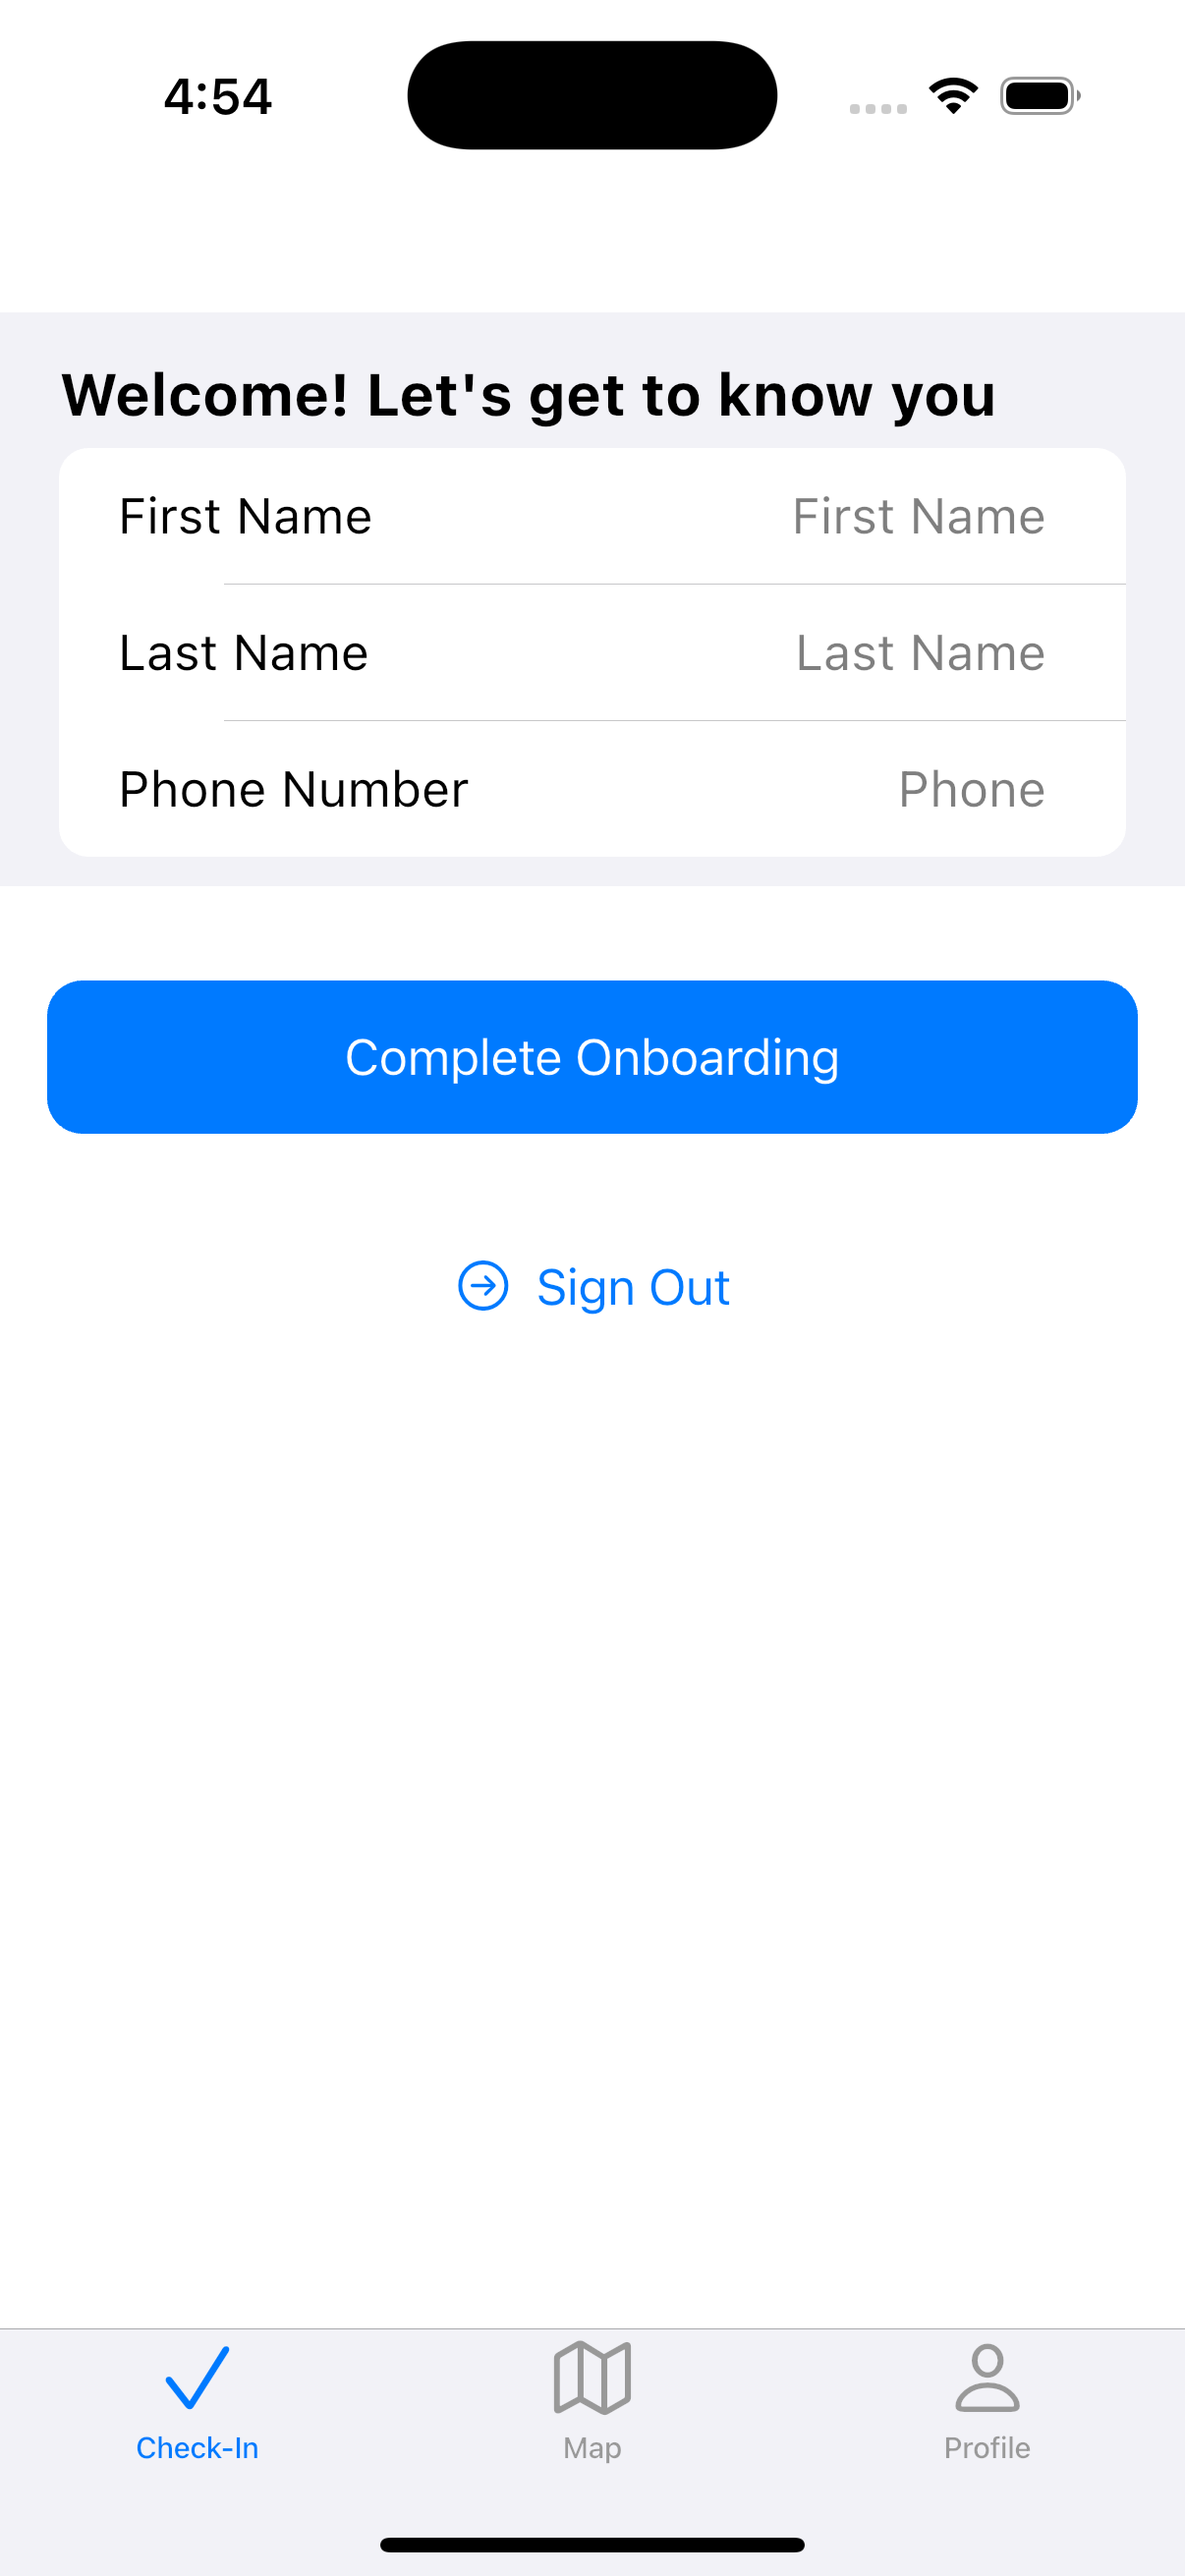 4:54
Welcome! Let's get to know you
First Name First Name
Last Name Last Name
Phone Number Phone
Complete Onboarding
Sign Out
Check-In Map Profile